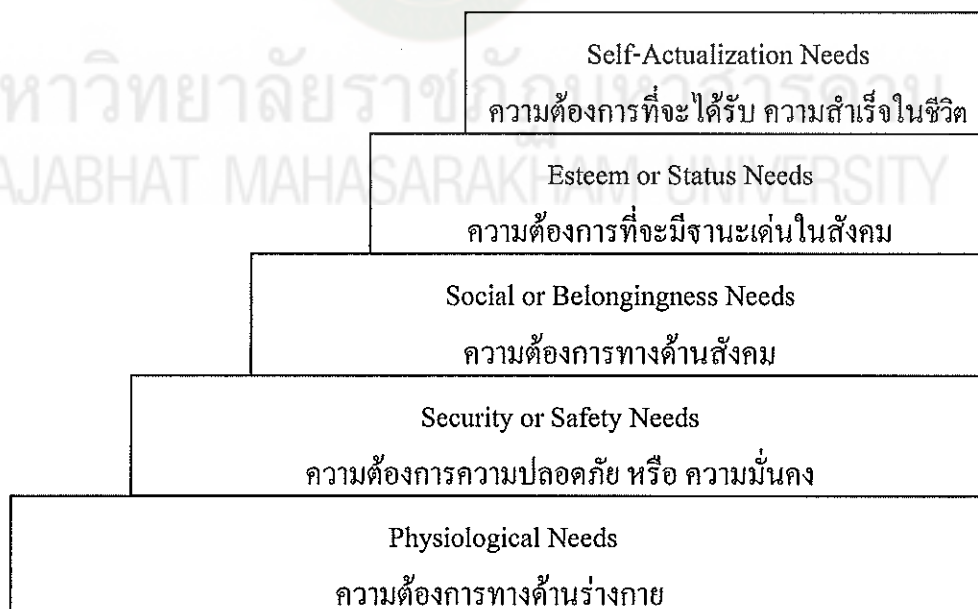 Self-Actualization Needs
ความต้องการที่จะได้รับ ความสำเร็จในชีวิต
Esteem or Status Needs
ความต้องการที่จะมีฐานะเด่นในสังคม
Social or Belongingness Needs
ความต้องการทางด้านสังคม
Security or Safety Needs
ความต้องการความปลอดภัย หรือ ความมั่นคง
Physiological Needs
ความต้องการทางด้านร่างกาย